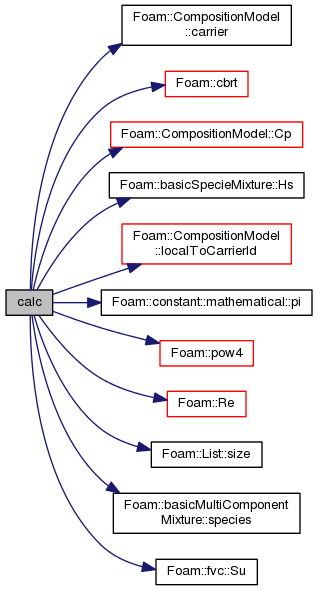 Foam::CompositionModel
::carrier
Foam::cbrt
Foam::CompositionModel::Cp
Foam::basicSpecieMixture::Hs
Foam::CompositionModel
::localToCarrierId
calc
Foam::constant::mathematical::pi
Foam::pow4
Foam::Re
Foam::List::size
Foam::basicMultiComponent
Mixture::species
Foam::fvc::Su